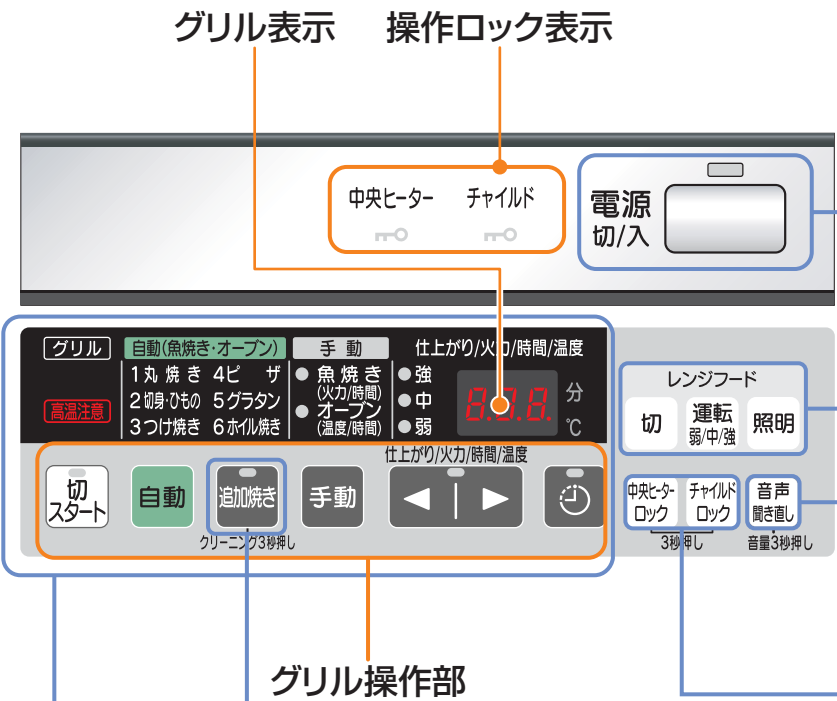 グリル表示 操作ロック表示
中央ヒーター チャイルド
電源
切/入
グリル 自動(魚焼き・オーブン) 手動 仕上がり/火力/時間/温度
高温注意
1丸焼き 4ピザ
2切身・ひもの 5グラタン
3つけ焼き 6ホイル焼き
魚焼き
(火力/時間)
オーブン
(温度/時間)
強
中
弱
8.8.8.
分
℃
仕上がり/火力/時間/温度
切
スタート
自動
追加焼き
手動
クリーニング3秒押し
レンジフード
切
運転
弱/中/強
照明
中央ヒーター
ロック
チャイルド
ロック
3秒押し
音声
聞き直し
音量3秒押し
グリル操作部